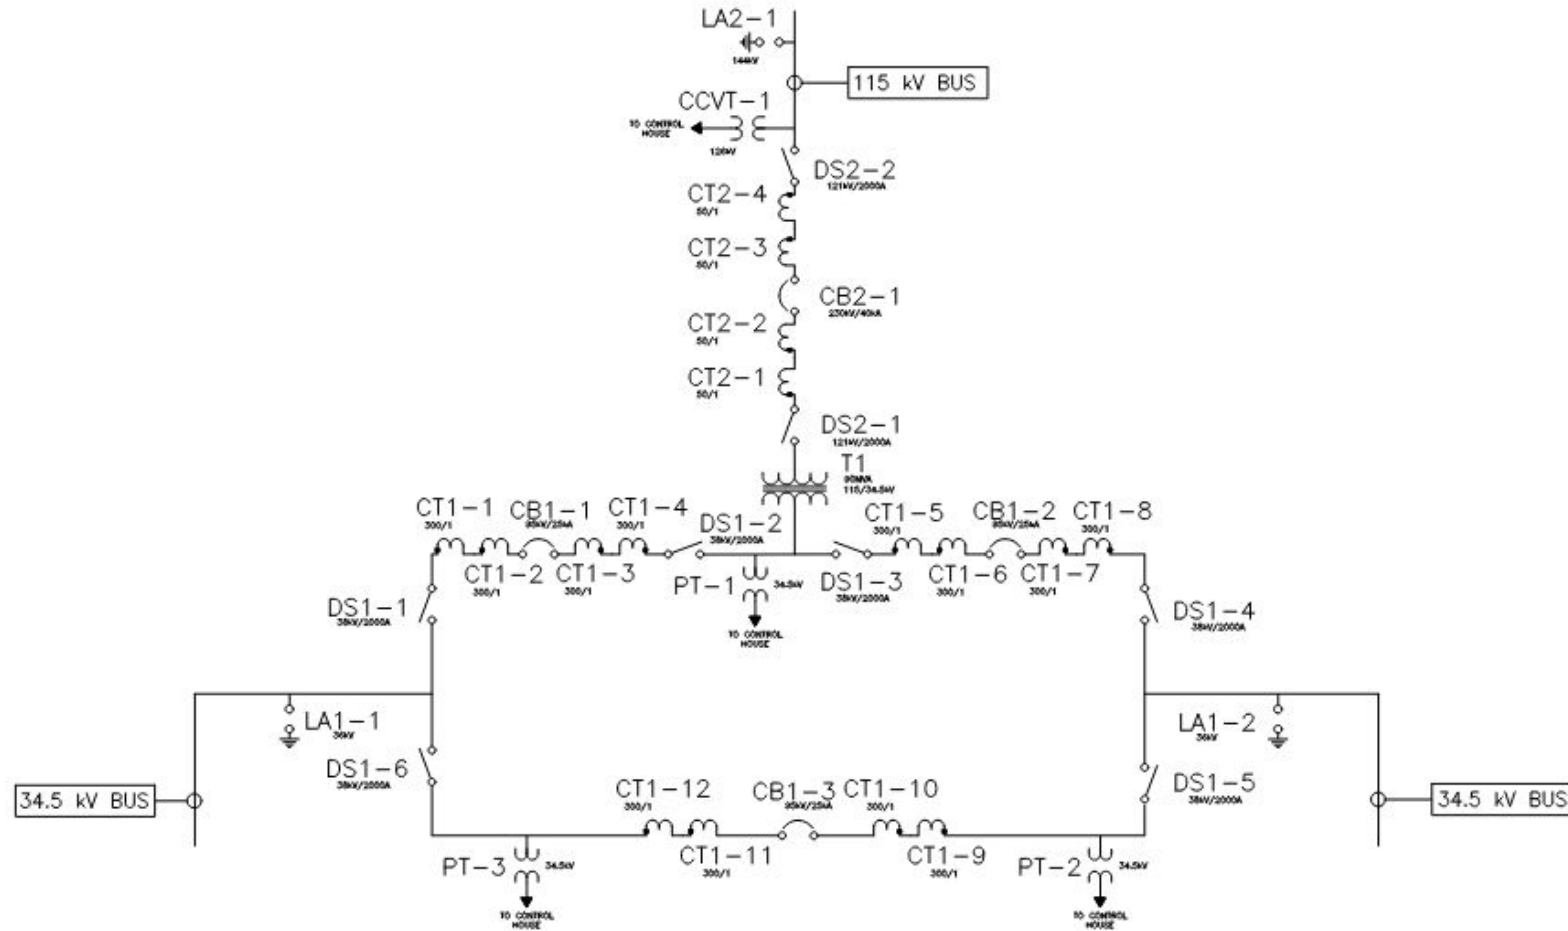 LA2-1
144kV
115 kV BUS
CCVT-1
TO CONTROL
HOUSE
DS2-2
121kV/2000A
CT2-4
50/1
CT2-3
50/1
CB2-1
230kV/40kA
CT2-2
50/1
CT2-1
50/1
DS2-1
121kV/2000A
T1
115/34.5kV
CT1-1
300/1
CB1-1
CT1-4
300/1
DS1-2
38kV/2000A
CT1-5
300/1
CB1-2
CT1-8
300/1
CT1-2
300/1
CT1-3
300/1
PT-1
34.5kV
TO CONTROL
HOUSE
DS1-3
38kV/2000A
CT1-6
300/1
CT1-7
300/1
DS1-1
38kV/2000A
DS1-4
38kV/2000A
LA1-1
36kV
LA1-2
36kV
DS1-6
38kV/2000A
DS1-5
38kV/2000A
34.5 kV BUS
34.5 kV BUS
CT1-12
300/1
CB1-3
CT1-10
300/1
CT1-11
300/1
CT1-9
300/1
PT-3
34.5kV
TO CONTROL
HOUSE
PT-2
34.5kV
TO CONTROL
HOUSE